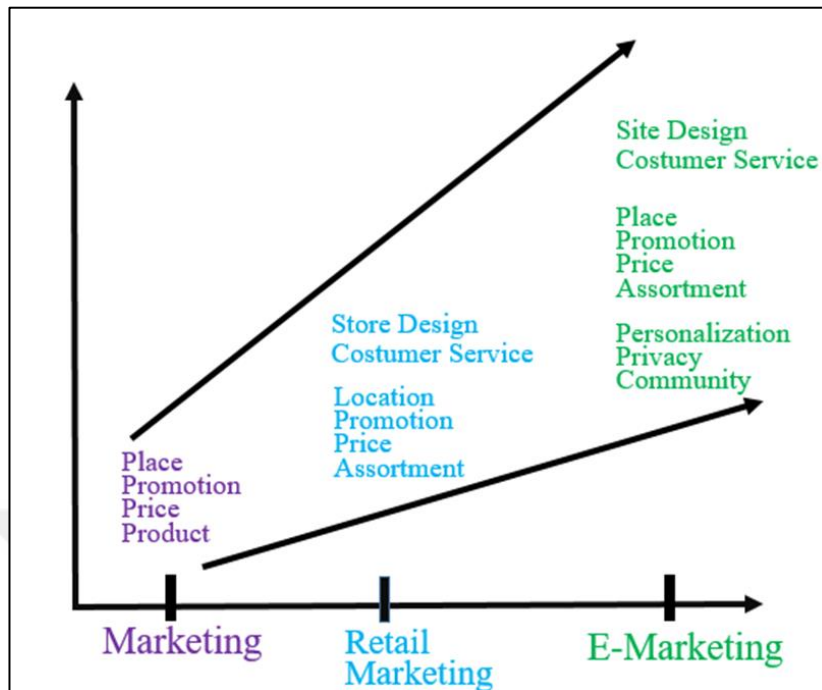 Site Design
Costumer Service
Place
Promotion
Price
Assortment
Personalization
Privacy
Community
Store Design
Costumer Service
Location
Promotion
Price
Assortment
Place
Promotion
Price
Product
Marketing
Retail
Marketing
E-Marketing